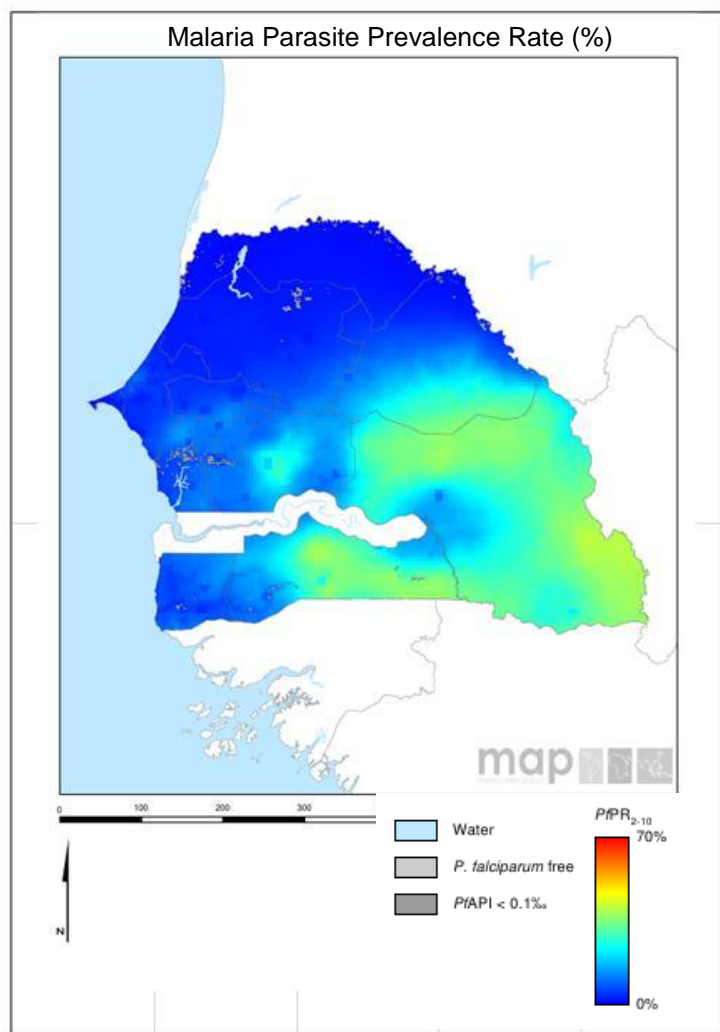 Malaria Parasite Prevalence Rate (%)
map
0 100 200 300
Water
P. falciparum free
PfAPI < 0.1‰
PfPR2-10
70%
0%
N